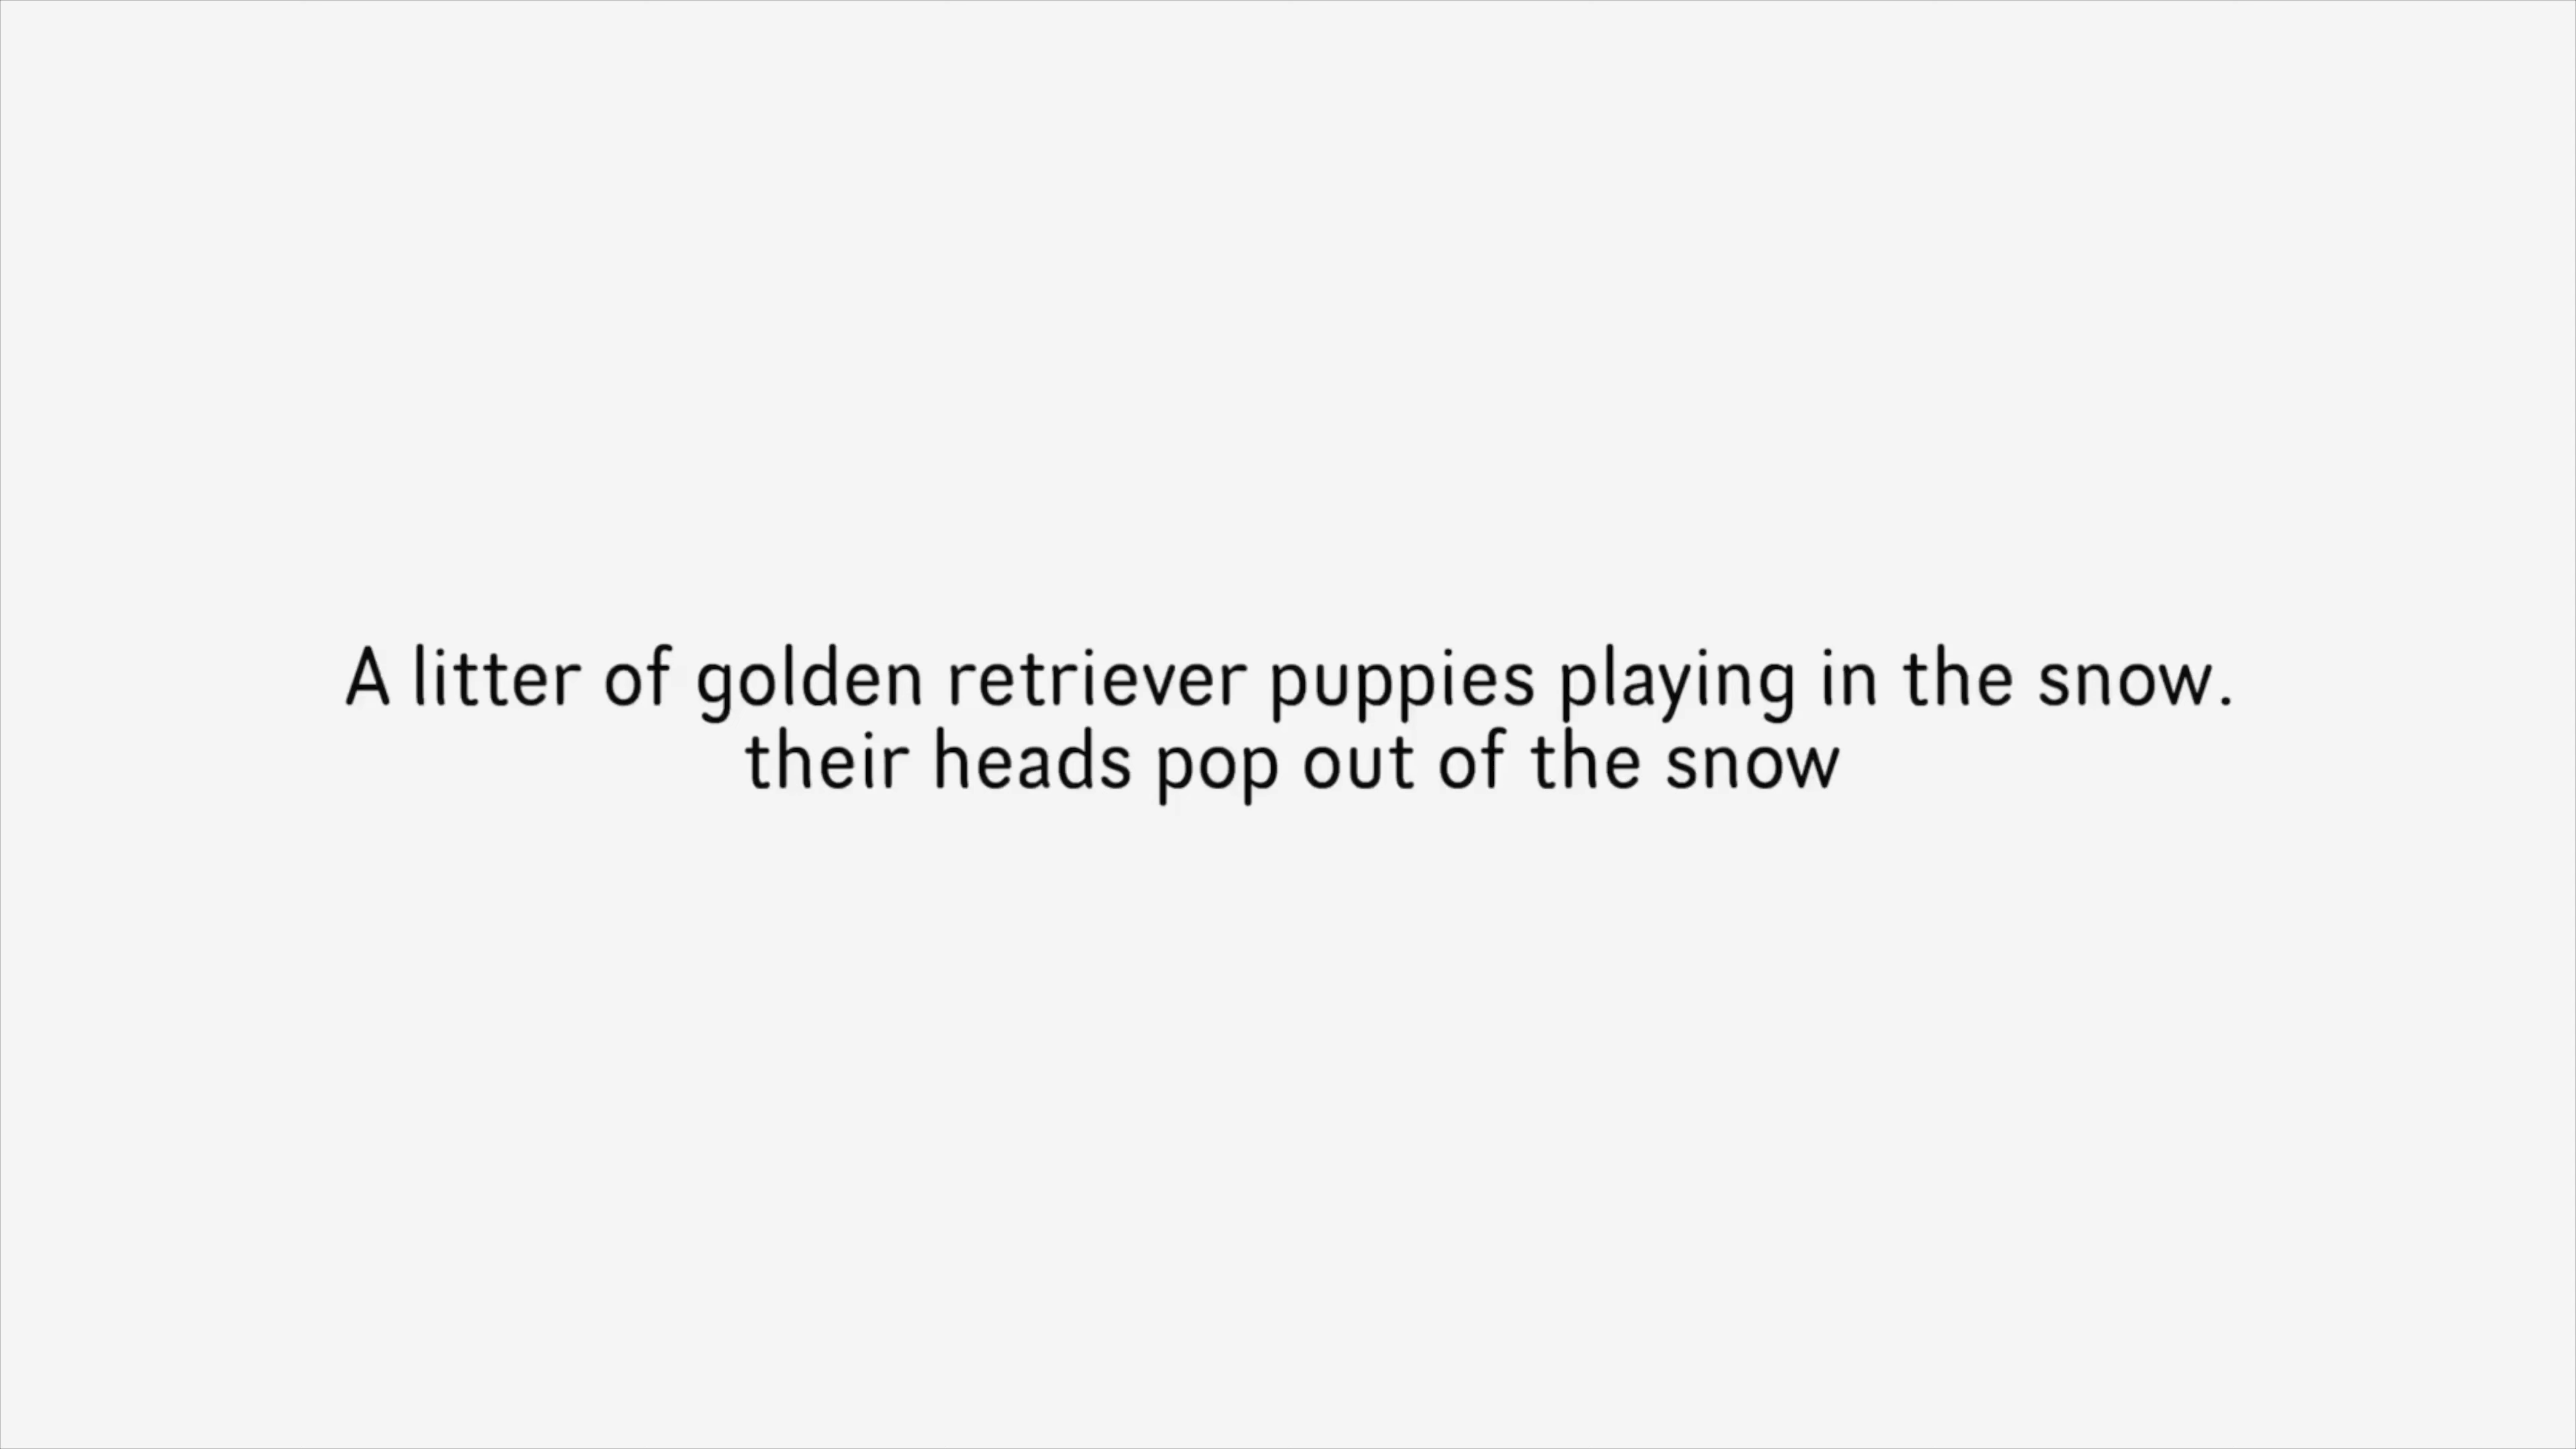 A litter of golden retriever puppies playing in the snow.
their heads pop out of the snow